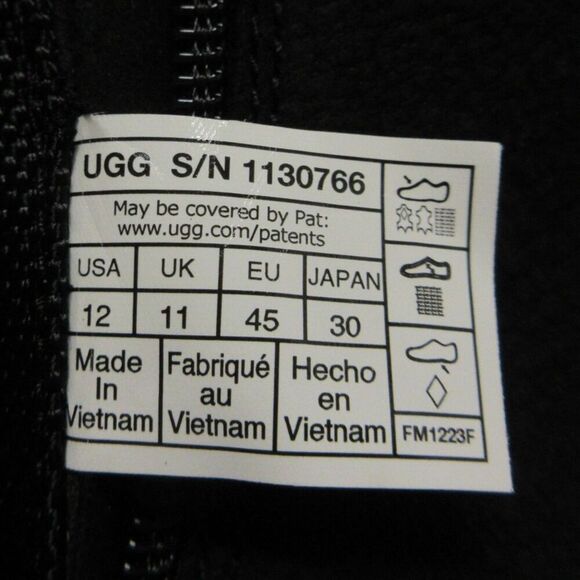 UGG S/N 1130766
May be covered by Pat:
www.ugg.com/patents
USA UK EU JAPAN
12 11 45 30
Made
In
Vietnam
Fabriqué
au
Vietnam
Hecho
en
Vietnam
FM1223F